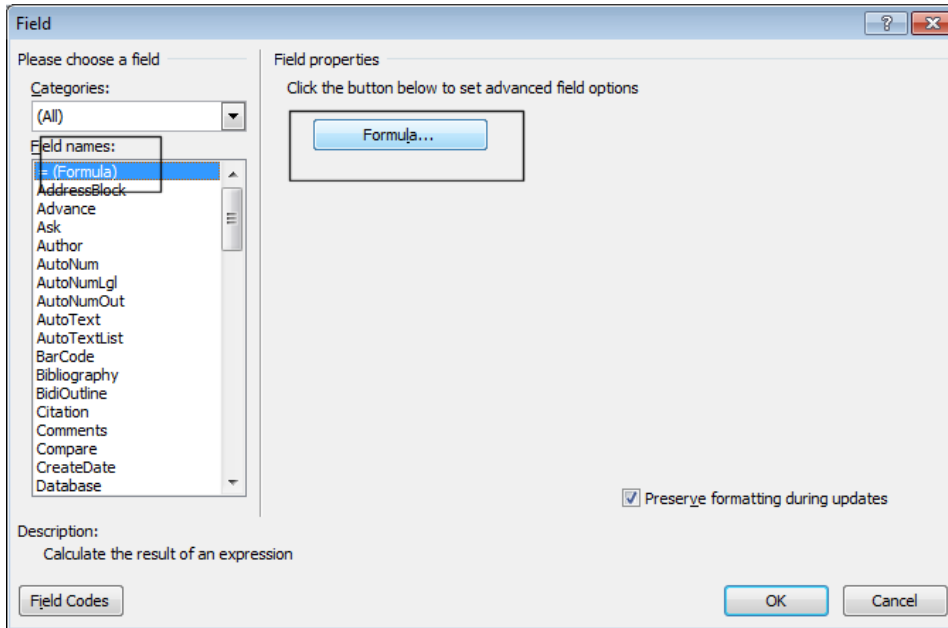 Field
Please choose a field
Categories:
(All)
Field names:
= (Formula)
AddressBlock
Advance
Ask
Author
AutoNum
AutoNumLgl
AutoNumOut
AutoText
AutoTextList
BarCode
Bibliography
BidiOutline
Citation
Comments
Compare
CreateDate
Database
Field properties
Click the button below to set advanced field options
Formula...
Preserve formatting during updates
Description:
Calculate the result of an expression
Field Codes
OK
Cancel